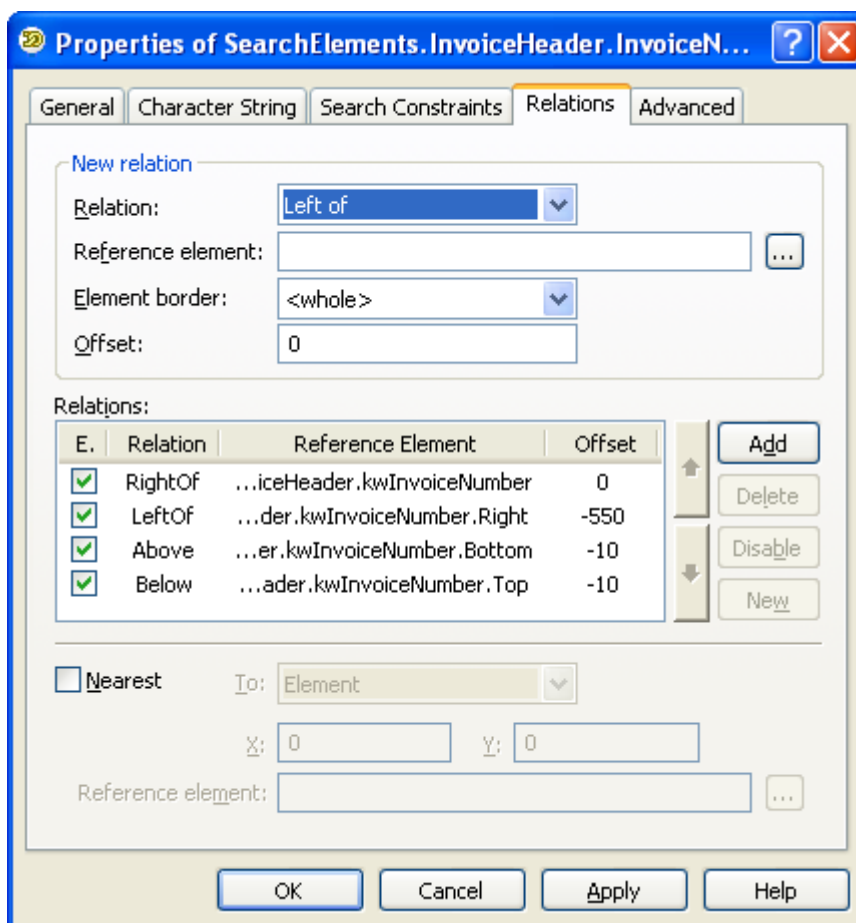 Properties of SearchElements.InvoiceHeader.InvoiceN... ?
General Character String Search Constraints Relations Advanced
New relation
Relation: Left of
Reference element: ...
Element border: <whole>
Offset: 0
Relations:
E. Relation Reference Element Offset Add
RightOf ...iceHeader.kwInvoiceNumber 0
Delete
LeftOf ...der.kwInvoiceNumber.Right -550
Above ...er.kwInvoiceNumber.Bottom -10 Disable
Below ...ader.kwInvoiceNumber.Top -10
New
Nearest To: Element
X: 0 Y: 0
Reference element: ...
OK Cancel Apply Help